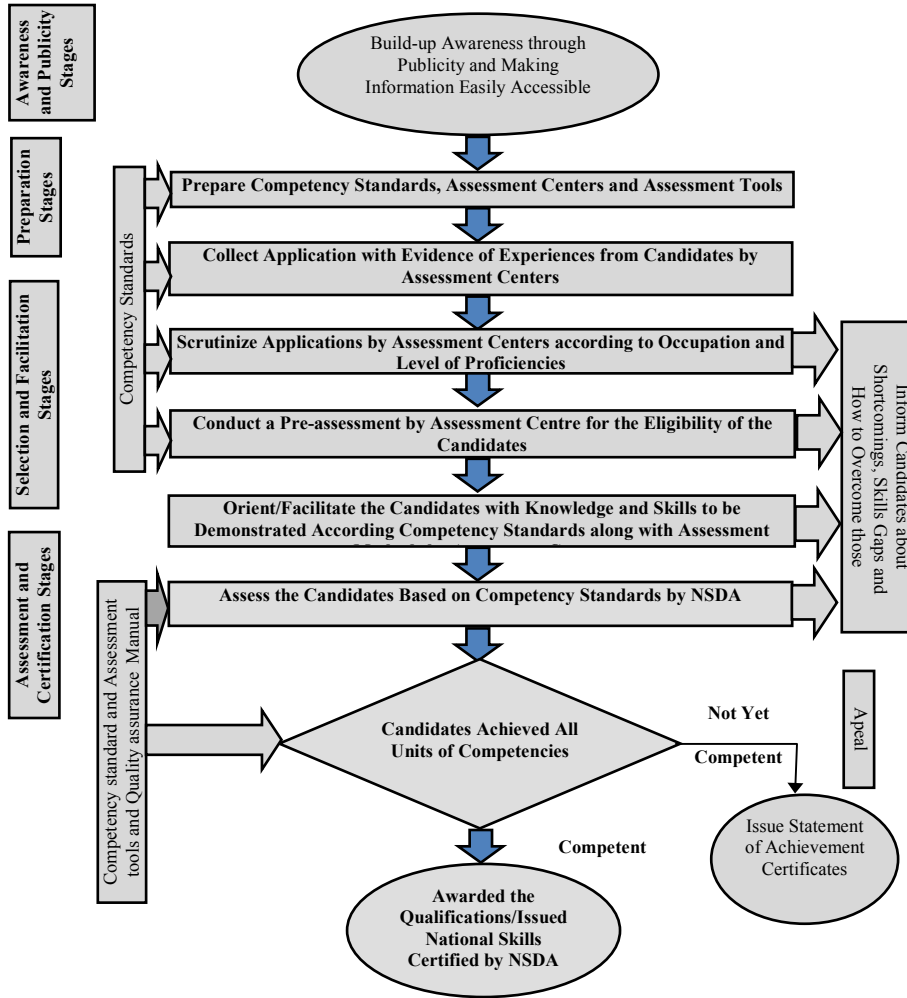 Awareness
and Publicity
Stages
Build-up Awareness through
Publicity and Making
Information Easily Accessible
Preparation
Stages
Prepare Competency Standards, Assessment Centers and Assessment Tools
Competency Standards
Collect Application with Evidence of Experiences from Candidates by
Assessment Centers
Selection and Facilitation
Stages
Scrutinize Applications by Assessment Centers according to Occupation and
Level of Proficiencies
Inform Candidates about
Shortcomings, Skills Gaps and
How to Overcome those
Conduct a Pre-assessment by Assessment Centre for the Eligibility of the
Candidates
Orient/Facilitate the Candidates with Knowledge and Skills to be
Demonstrated According Competency Standards along with Assessment
Assessment and
Certification Stages
Assess the Candidates Based on Competency Standards by NSDA
Competency standard and Assessment
tools and Quality assurance Manual
Candidates Achieved All
Units of Competencies
Not Yet
Competent
Apeal
Issue Statement
of Achievement
Certificates
Competent
Awarded the
Qualifications/Issued
National Skills
Certified by NSDA